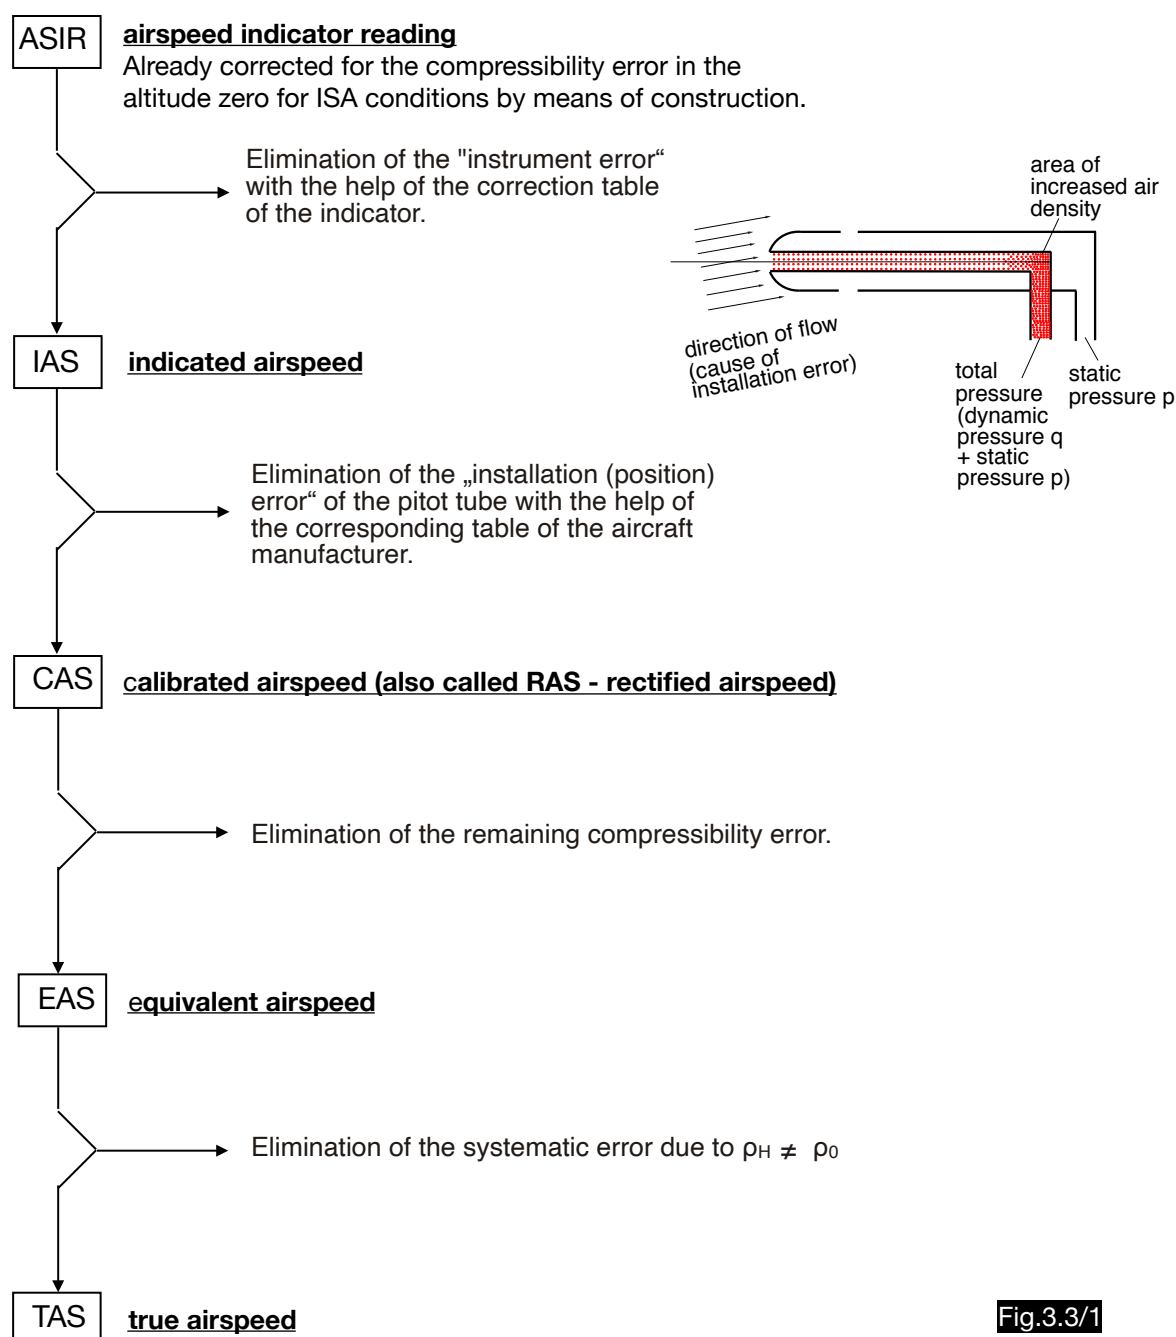 ASIR
airspeed indicator reading
Already corrected for the compressibility error in the
altitude zero for ISA conditions by means of construction.
Elimination of the "instrument error“
with the help of the correction table
of the indicator.
area of
increased air
density
direction of flow
(cause of
installation error)
total
pressure
(dynamic
pressure q
+ static
pressure p)
static
pressure p
IAS
indicated airspeed
Elimination of the „installation (position)
error“ of the pitot tube with the help of
the corresponding table of the aircraft
manufacturer.
CAS
calibrated airspeed (also called RAS - rectified airspeed)
Elimination of the remaining compressibility error.
EAS
equivalent airspeed
Elimination of the systematic error due to ρH ≠ ρ0
TAS
true airspeed
Fig.3.3/1